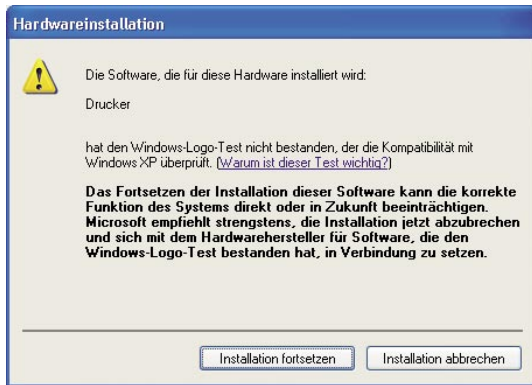 Hardwareinstallation
Die Software, die für diese Hardware installiert wird:
Drucker
hat den Windows-Logo-Test nicht bestanden, der die Kompatibilität mit
Windows XP überprüft. (Warum ist dieser Test wichtig?)
Das Fortsetzen der Installation dieser Software kann die korrekte
Funktion des Systems direkt oder in Zukunft beeinträchtigen.
Microsoft empfiehlt strengstens, die Installation jetzt abzubrechen
und sich mit dem Hardwarehersteller für Software, die den
Windows-Logo-Test bestanden hat, in Verbindung zu setzen.
Installation fortsetzen
Installation abbrechen